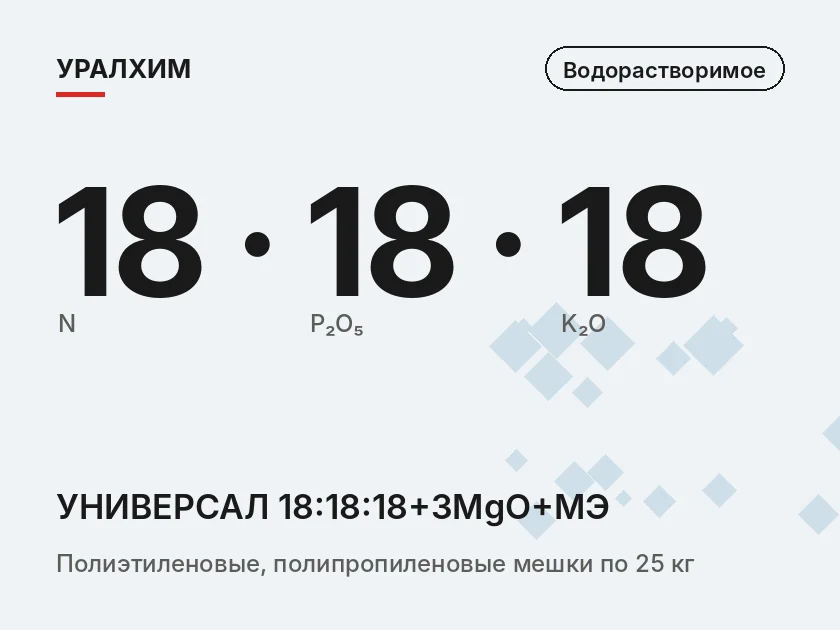 УРАЛХИМ
Водорастворимое
18 • 18 • 18
N P₂O₅ K₂O
УНИВЕРСАЛ 18:18:18+3MgO+МЭ
Полиэтиленовые, полипропиленовые мешки по 25 кг